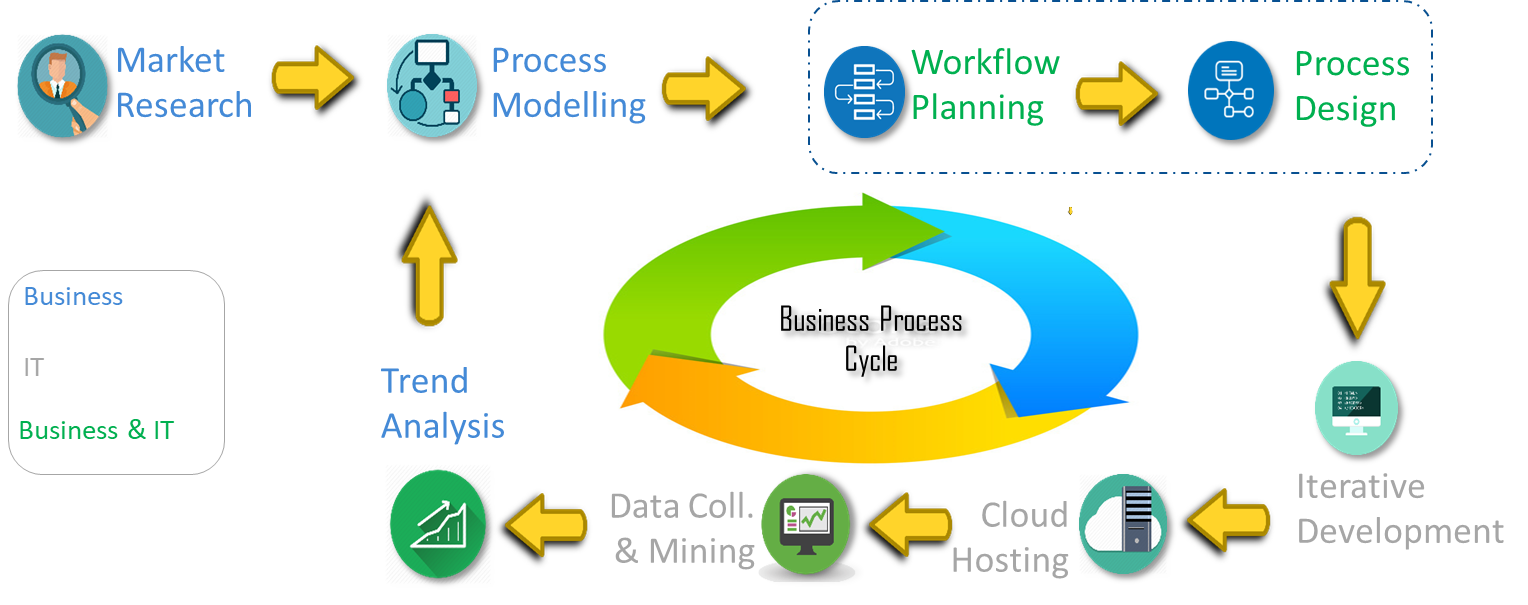 Market
Research
Process
Modelling
Workflow
Planning
Process
Design
Business
IT
Business & IT
Business Process
Cycle
Trend
Analysis
Data Coll.
& Mining
Cloud
Hosting
Iterative
Development